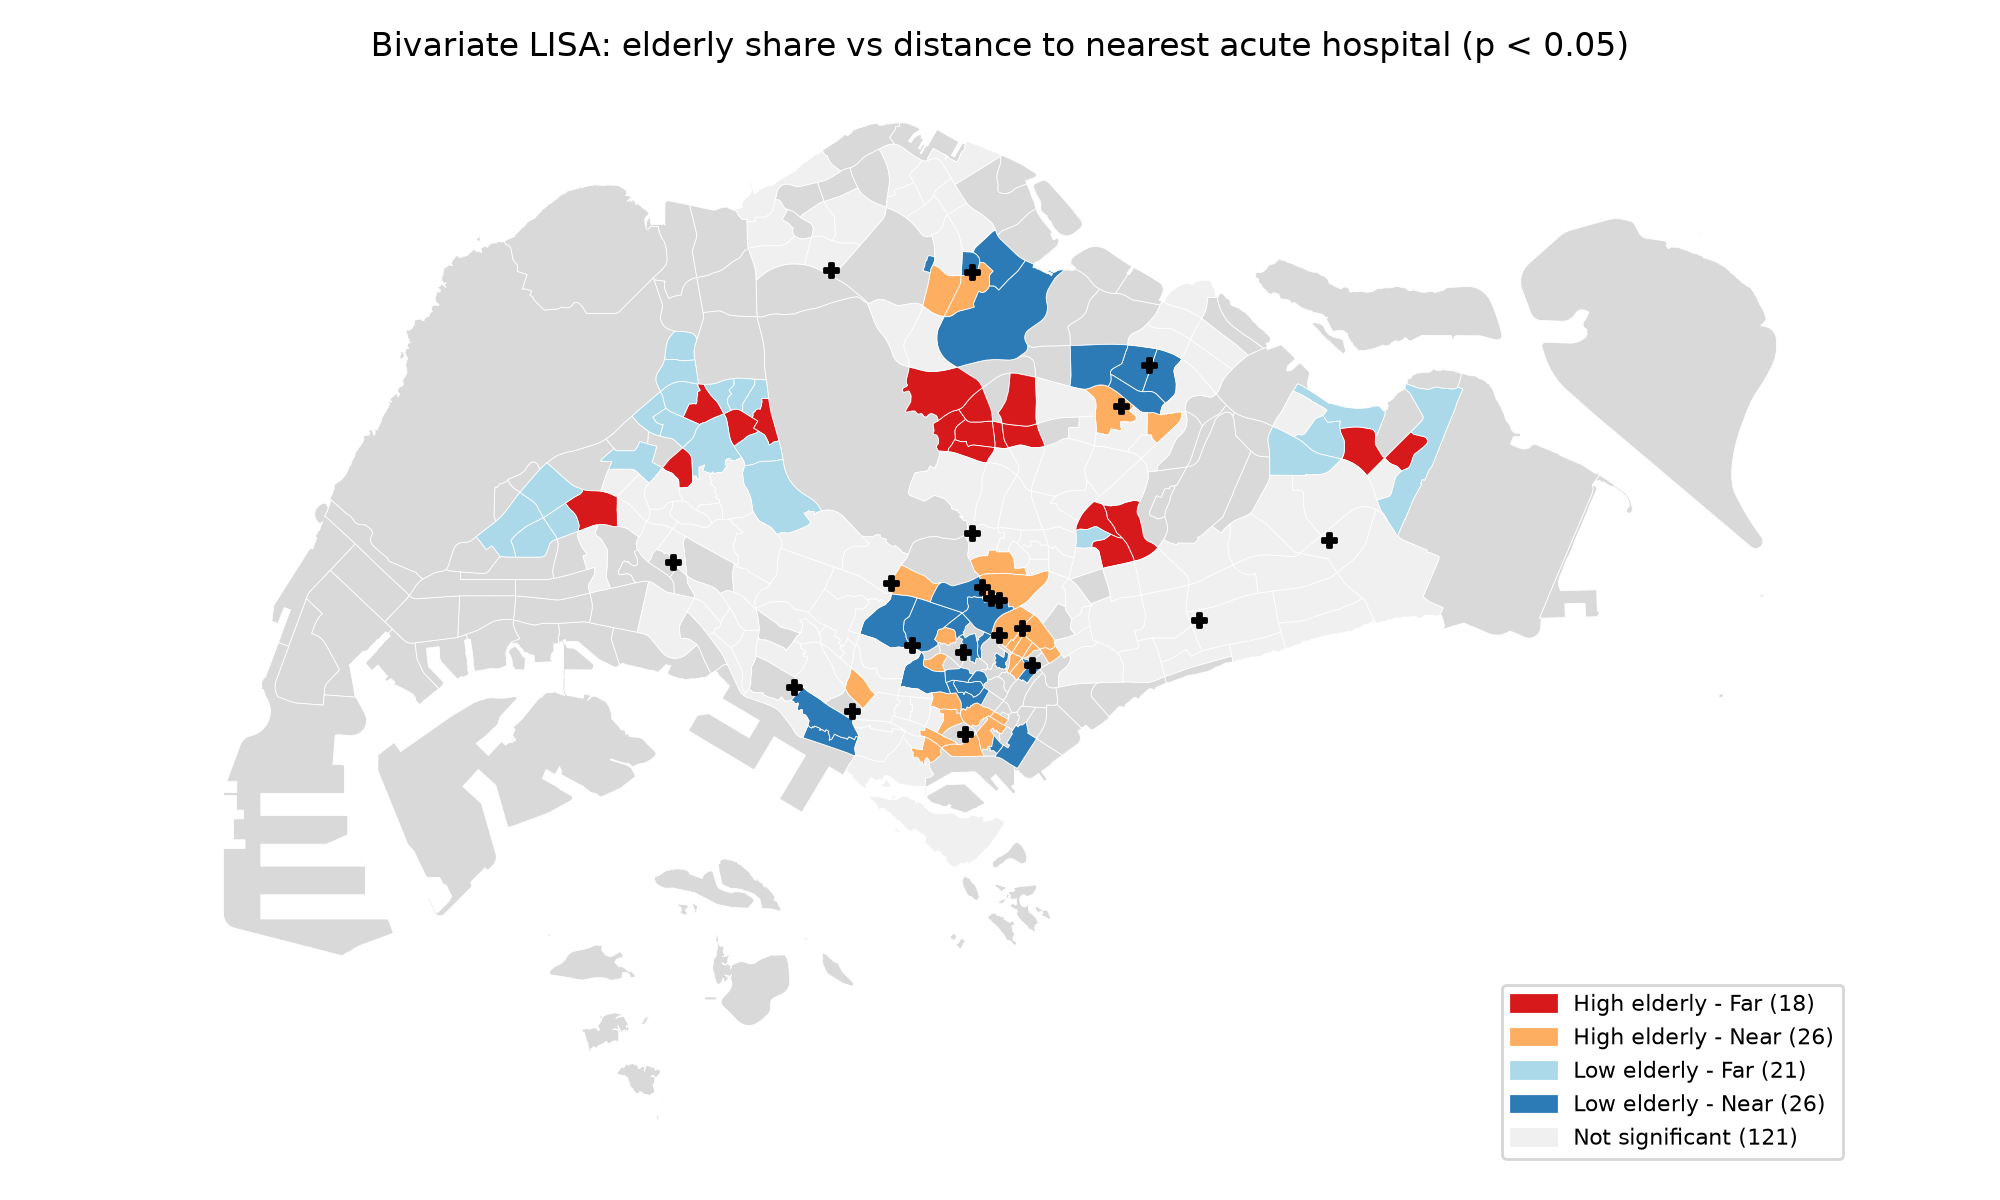 Bivariate LISA: elderly share vs distance to nearest acute hospital (p < 0.05)
High elderly - Far (18)
High elderly - Near (26)
Low elderly - Far (21)
Low elderly - Near (26)
Not significant (121)